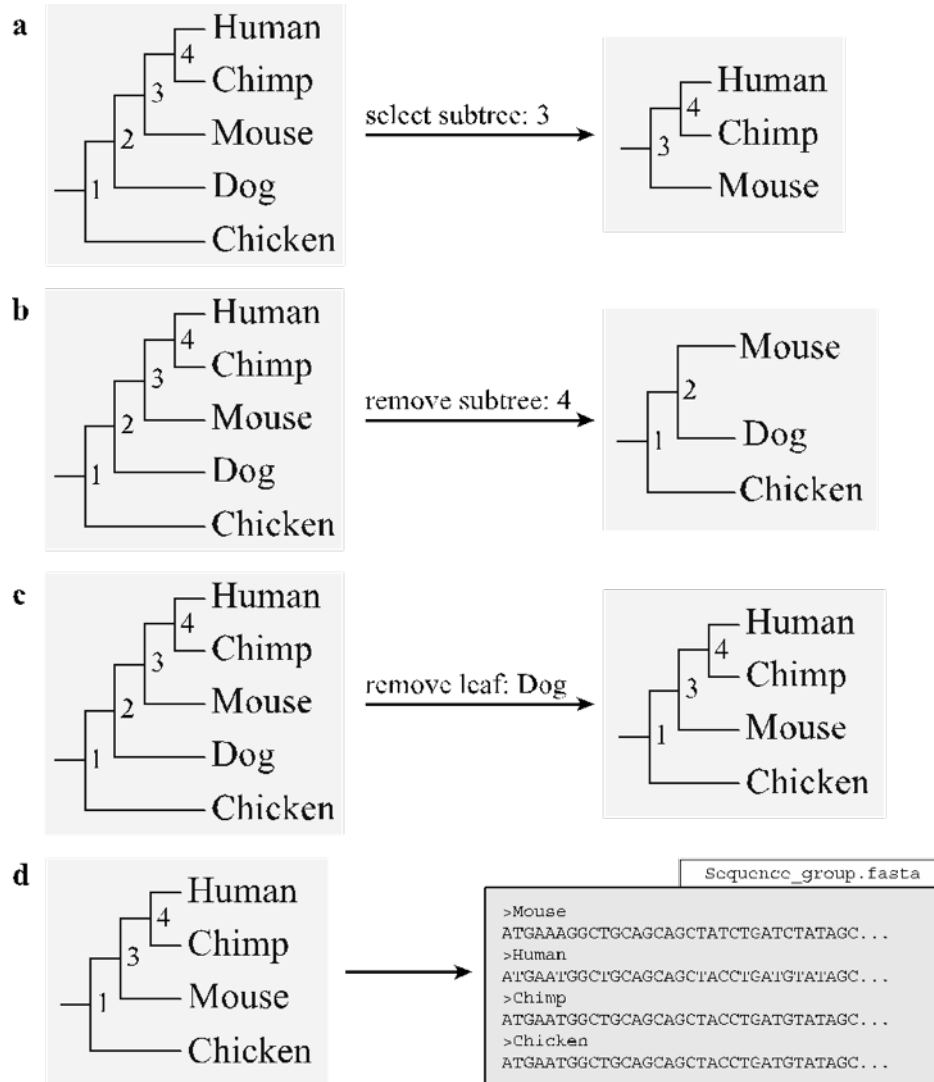 a
Human
4
Chimp
3
Mouse
2
Dog
1
Chicken
select subtree: 3
Human
4
Chimp
3
Mouse
b
Human
4
Chimp
3
Mouse
2
Dog
1
Chicken
remove subtree: 4
Mouse
2
Dog
1
Chicken
c
Human
4
Chimp
3
Mouse
2
Dog
1
Chicken
remove leaf: Dog
Human
4
Chimp
3
Mouse
1
Chicken
d
Human
4
Chimp
3
Mouse
1
Chicken
Sequence_group.fasta
>Mouse
ATGAAAGGCTGCAGCAGCTATCTGATCTATAGC...
>Human
ATGAATGGCTGCAGCAGCTACCTGATGTATAGC...
>Chimp
ATGAATGGCTGCAGCAGCTACCTGATGTATAGC...
>Chicken
ATGAATGGCTGCAGCAGCTACCTGATGTATAGC...